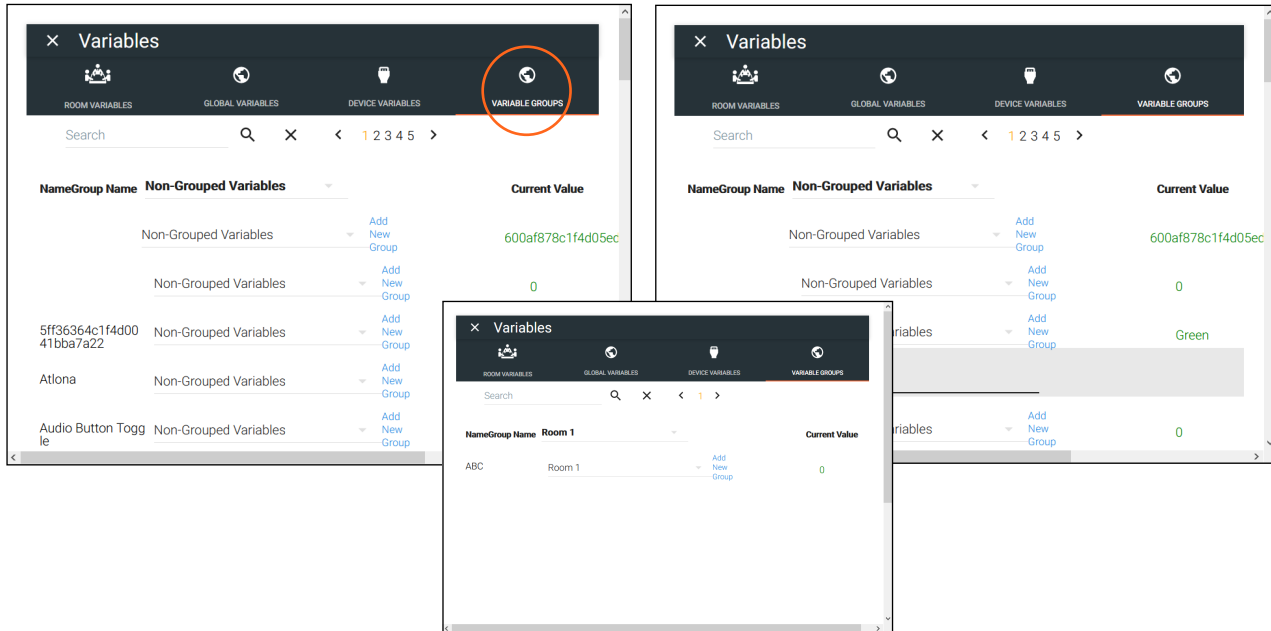 Variables
ROOM VARIABLES GLOBAL VARIABLES DEVICE VARIABLES VARIABLE GROUPS
Search 1 2 3 4 5
NameGroup Name Non-Grouped Variables Current Value
Non-Grouped Variables Add New Group 600af878c1f4d05ed
Non-Grouped Variables Add New Group 0
5ff36364c1f4d00
41bba7a22
Non-Grouped Variables Add New Group
Atlona Non-Grouped Variables Add New Group
Audio Button Togg
le
Non-Grouped Variables Add New Group
Variables
ROOM VARIABLES GLOBAL VARIABLES DEVICE VARIABLES VARIABLE GROUPS
Search 1 2 3 4 5
NameGroup Name Non-Grouped Variables Current Value
Non-Grouped Variables Add New Group 600af878c1f4d05ec
Non-Grouped Variables Add New Group 0
riables Add New Group Green
riables Add New Group 0
Variables
ROOM VARIABLES GLOBAL VARIABLES DEVICE VARIABLES VARIABLE GROUPS
Search 1
NameGroup Name Room 1 Current Value
ABC Room 1 Add New Group 0